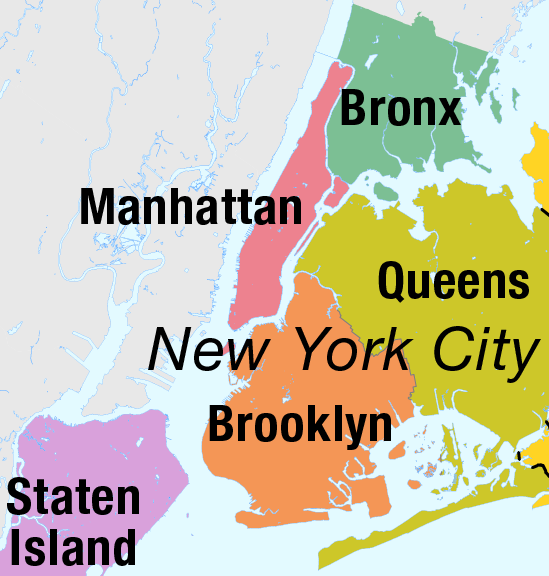 Bronx
Manhattan
Queens
New York City
Brooklyn
Staten
Island